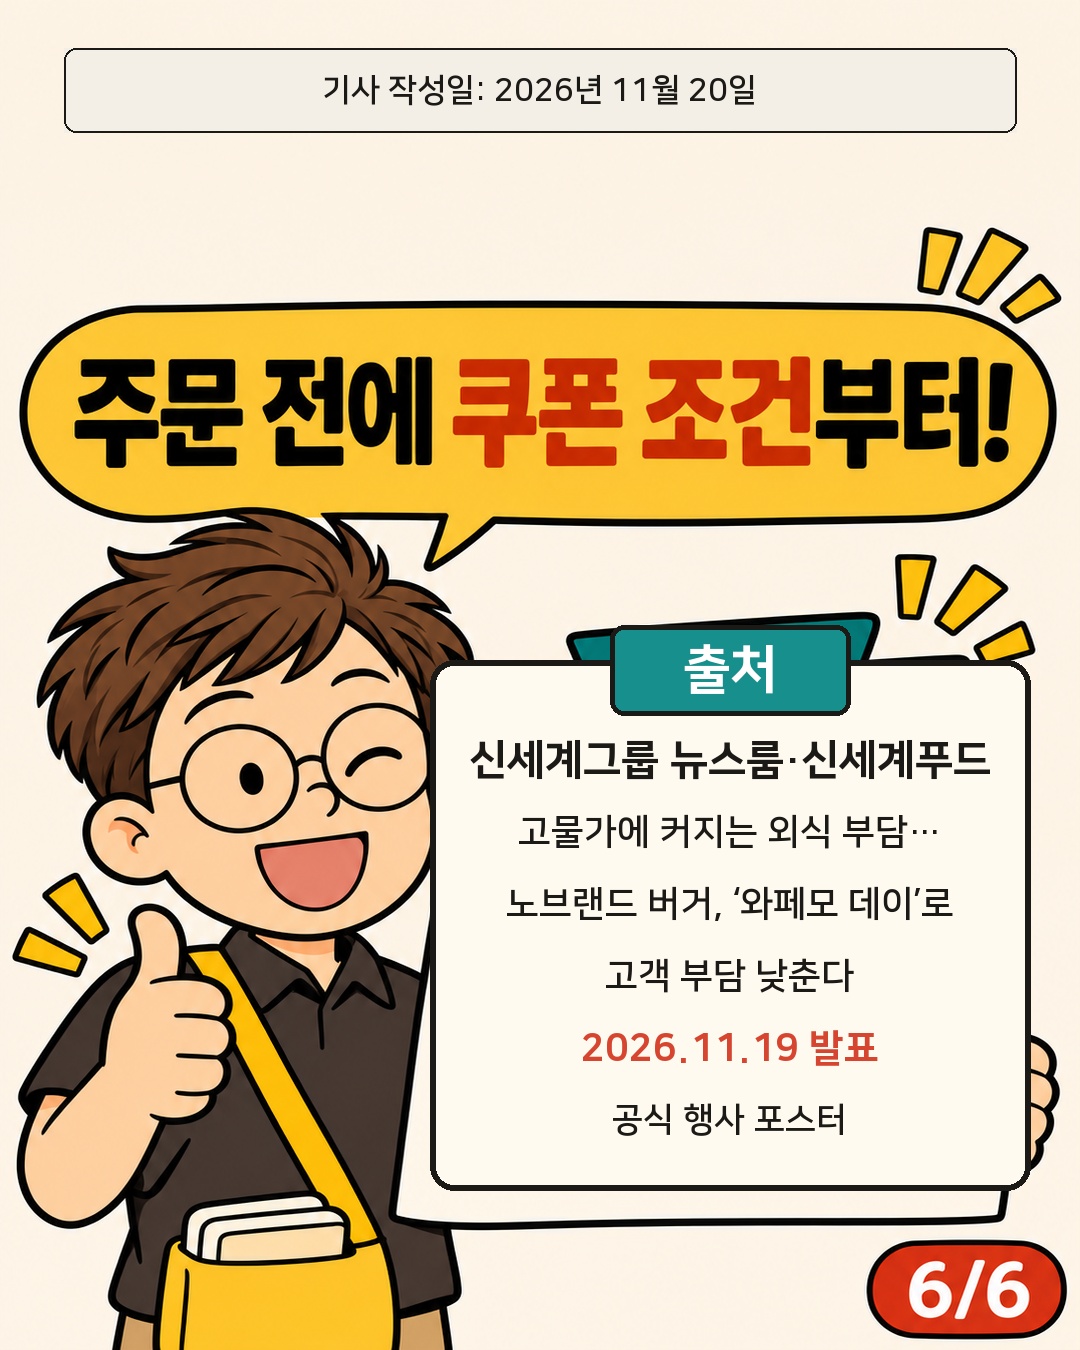 기사 작성일: 2026년 11월 20일
주문 전에 쿠폰 조건부터!
출처
신세계그룹 뉴스룸·신세계푸드
고물가에 커지는 외식 부담…
노브랜드 버거, ‘와페모 데이’로
고객 부담 낮춘다
2026.11.19 발표
공식 행사 포스터
6/6